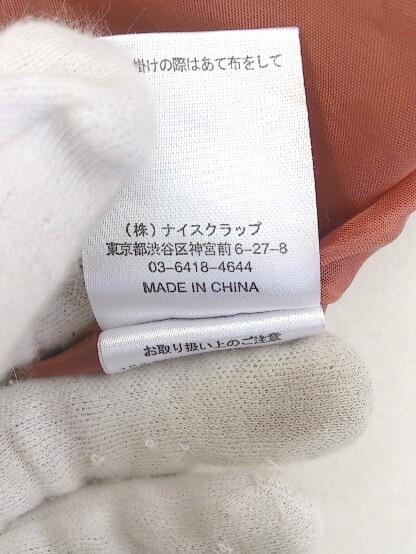 掛けの際はあて布をして
(株)ナイスクラップ
東京都渋谷区神宮前6-27-8
03-6418-4644
MADE IN CHINA
お取り扱い上のご注意